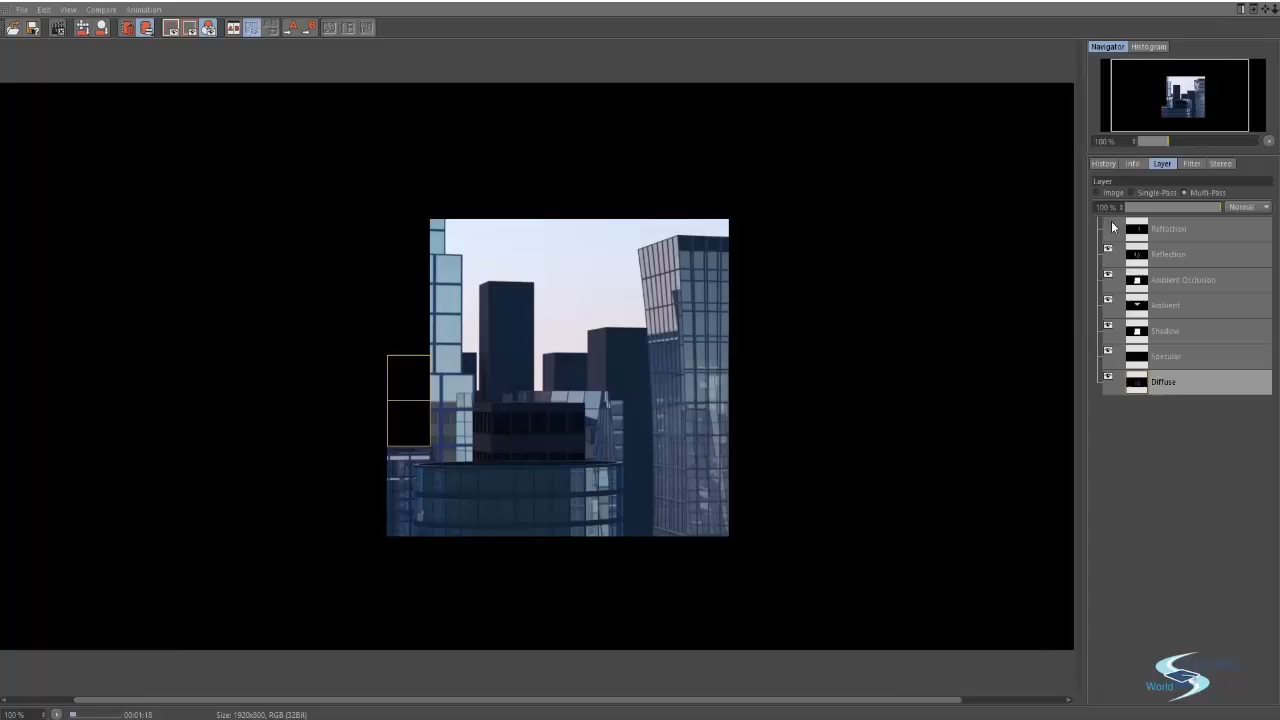 File Edit View Compare Animation
Navigator Histogram
100 %
History Info Layer Filter Stereo
Layer
Image Single-Pass Multi-Pass
100 % Normal
Refraction
Reflection
Ambient Occlusion
Ambient
Shadow
Specular
Diffuse
World
100 % 00:01:18 Size: 1920x800, RGB (32Bit)